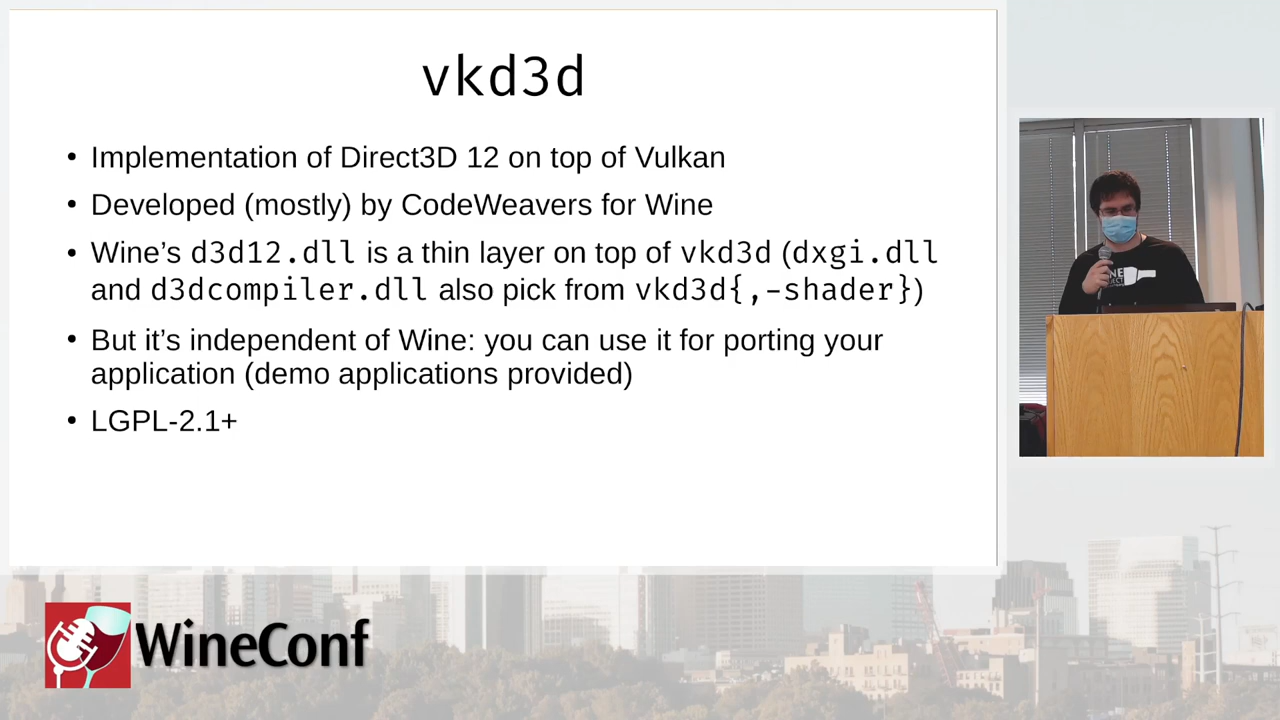 vkd3d
• Implementation of Direct3D 12 on top of Vulkan
• Developed (mostly) by CodeWeavers for Wine
• Wine’s d3d12.dll is a thin layer on top of vkd3d (dxgi.dll
and d3dcompiler.dll also pick from vkd3d{,-shader})
• But it’s independent of Wine: you can use it for porting your
application (demo applications provided)
• LGPL-2.1+
WineConf